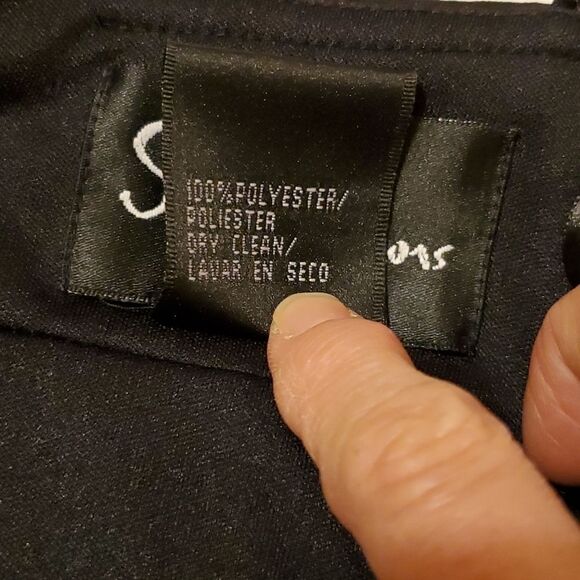 100%POLYESTER/
POLIESTER
DRY CLEAN/
LAVAR EN SECO